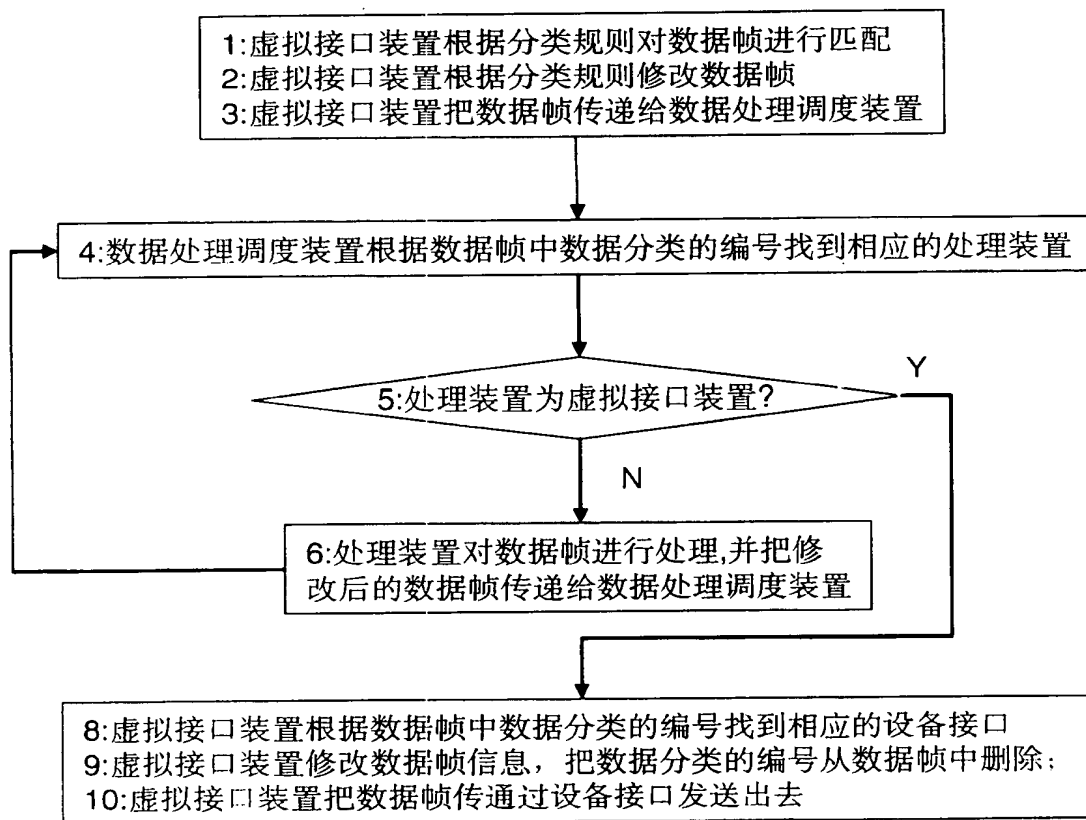 1:虚拟接口装置根据分类规则对数据帧进行匹配
2:虚拟接口装置根据分类规则修改数据帧
3:虚拟接口装置把数据帧传递给数据处理调度装置
4:数据处理调度装置根据数据帧中数据分类的编号找到相应的处理装置
5:处理装置为虚拟接口装置?
Y
N
6:处理装置对数据帧进行处理,并把修
改后的数据帧传递给数据处理调度装置
8:虚拟接口装置根据数据帧中数据分类的编号找到相应的设备接口
9:虚拟接口装置修改数据帧信息，把数据分类的编号从数据帧中删除;
10:虚拟接口装置把数据帧传通过设备接口发送出去